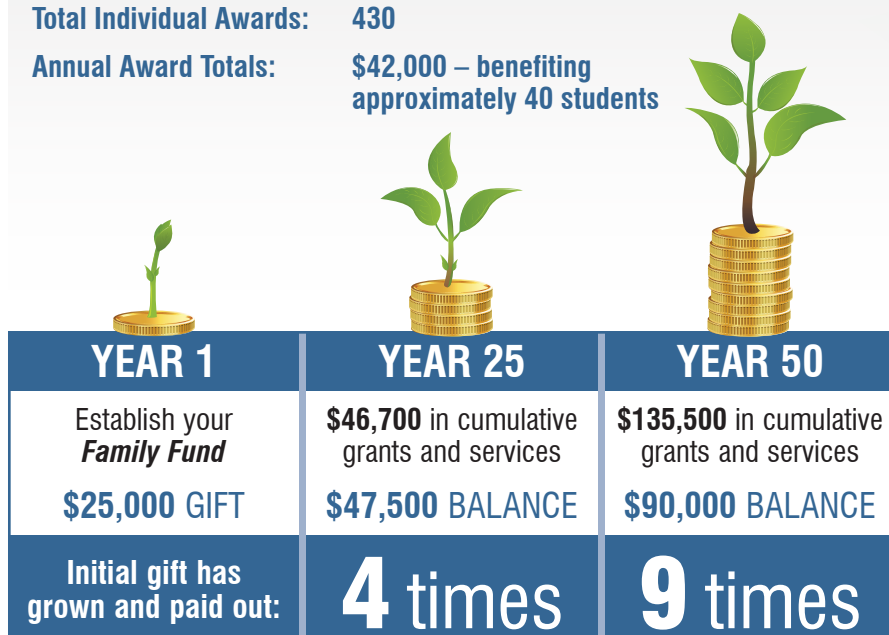 Total Individual Awards: 430
Annual Award Totals: $42,000 – benefiting
approximately 40 students
YEAR 1
Establish your
Family Fund
$25,000 GIFT
YEAR 25
$46,700 in cumulative
grants and services
$47,500 BALANCE
YEAR 50
$135,500 in cumulative
grants and services
$90,000 BALANCE
Initial gift has
grown and paid out:
4 times
9 times